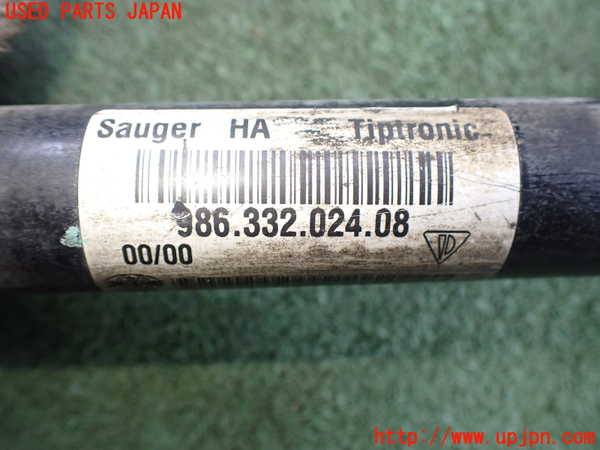 USED PARTS JAPAN
Sauger HA Tiptronic
986.332.024.08
00/00
http://www.upjpn.com/